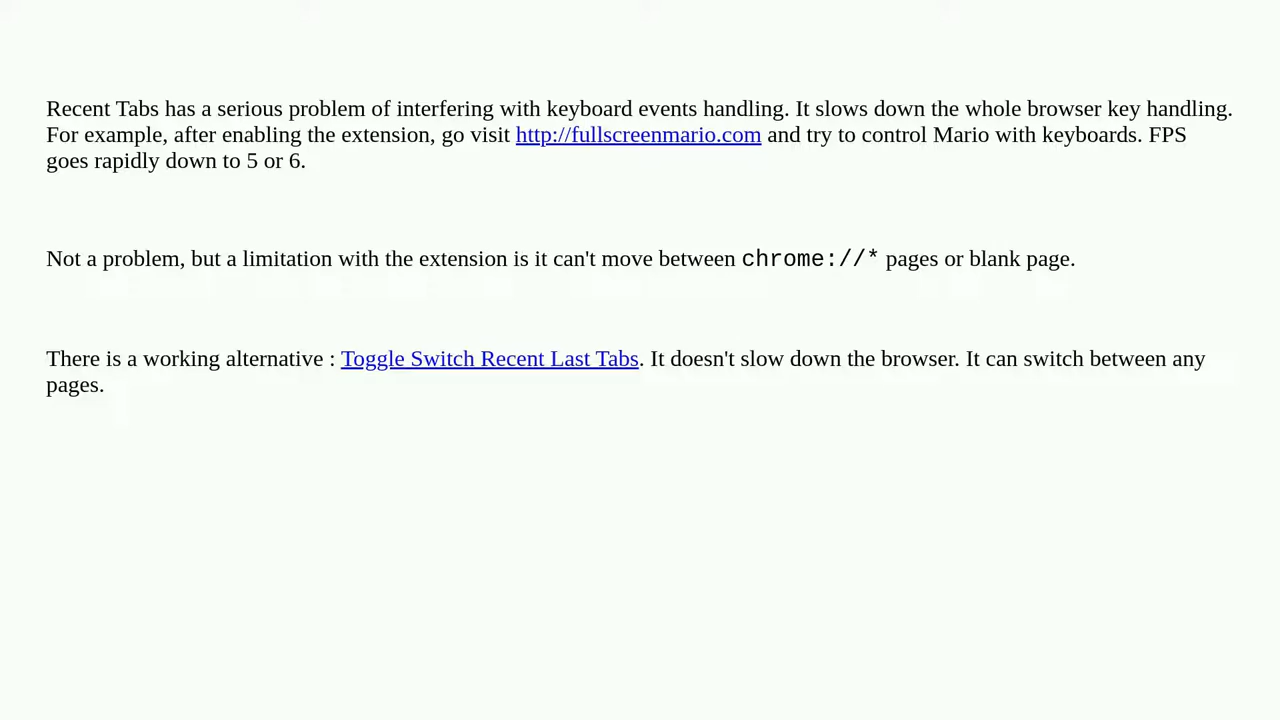 Recent Tabs has a serious problem of interfering with keyboard events handling. It slows down the whole browser key handling.
For example, after enabling the extension, go visit http://fullscreenmario.com and try to control Mario with keyboards. FPS
goes rapidly down to 5 or 6.
Not a problem, but a limitation with the extension is it can't move between chrome://* pages or blank page.
There is a working alternative : Toggle Switch Recent Last Tabs. It doesn't slow down the browser. It can switch between any
pages.